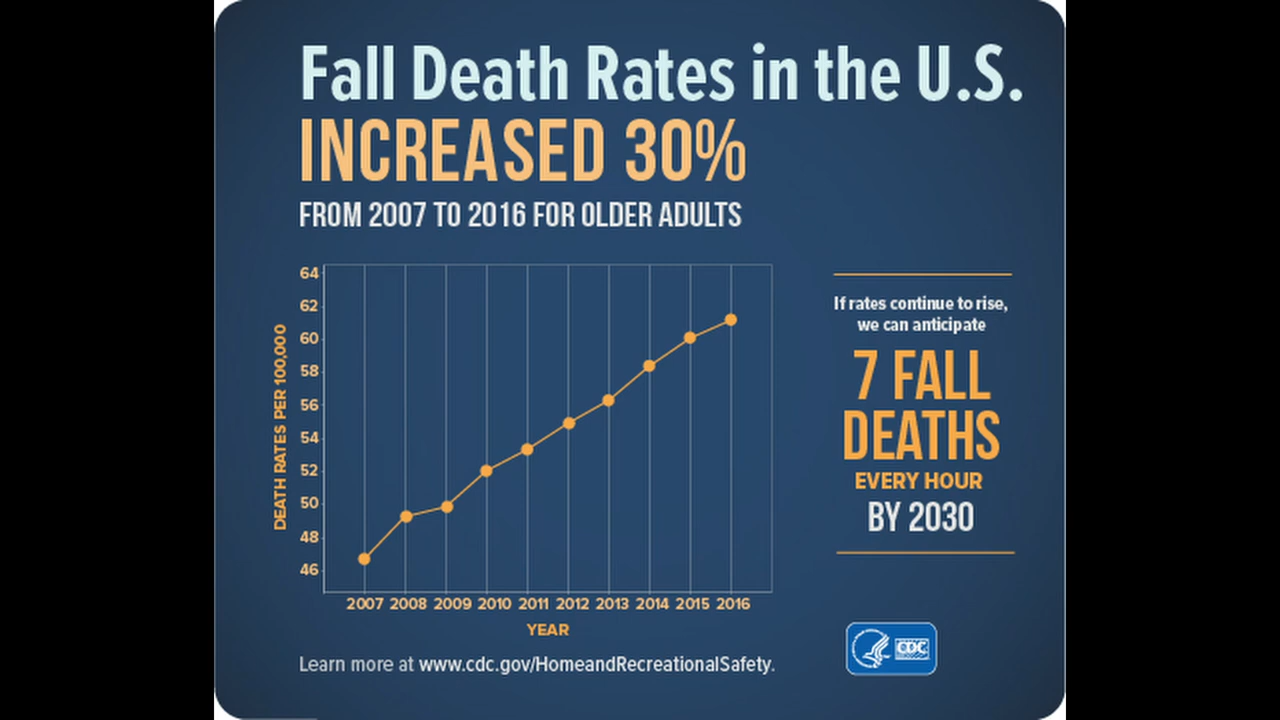 Fall Death Rates in the U.S.
INCREASED 30%
FROM 2007 TO 2016 FOR OLDER ADULTS
64
62
60
58
56
54
52
50
48
46
DEATH RATES PER 100,000
2007 2008 2009 2010 2011 2012 2013 2014 2015 2016
YEAR
If rates continue to rise,
we can anticipate
7 FALL
DEATHS
EVERY HOUR
BY 2030
Learn more at www.cdc.gov/HomeandRecreationalSafety.
CDC